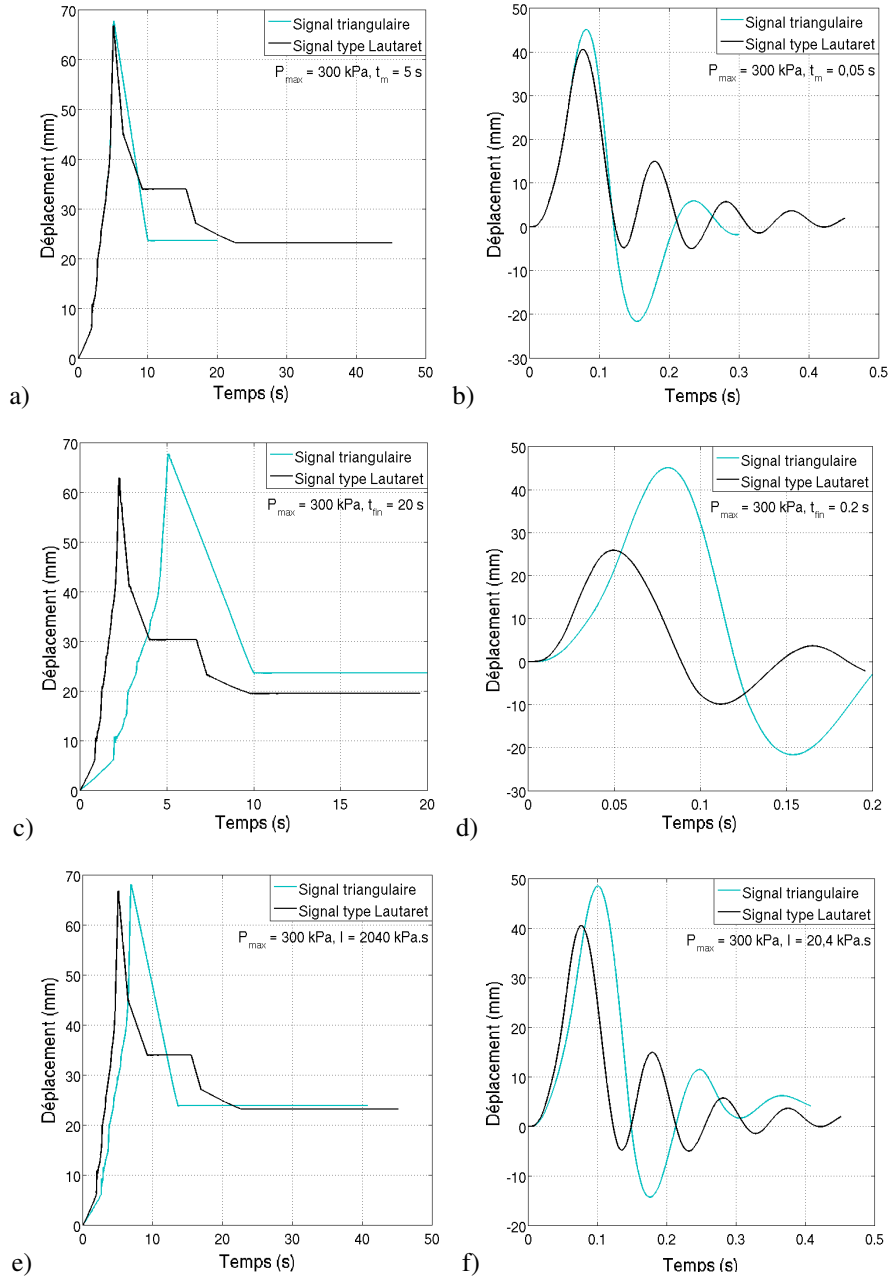 Signal triangulaire
Signal type Lautaret
P_max = 300 kPa, t_m = 5 s
Déplacement (mm)
70
60
50
40
30
20
10
0
0 10 20 30 40 50
Temps (s)
a)
Signal triangulaire
Signal type Lautaret
P_max = 300 kPa, t_m = 0,05 s
Déplacement (mm)
50
40
30
20
10
0
-10
-20
-30
0 0.1 0.2 0.3 0.4 0.5
Temps (s)
b)
Signal triangulaire
Signal type Lautaret
P_max = 300 kPa, t_fin = 20 s
Déplacement (mm)
70
60
50
40
30
20
10
0
0 5 10 15 20
Temps (s)
c)
Signal triangulaire
Signal type Lautaret
P_max = 300 kPa, t_fin = 0.2 s
Déplacement (mm)
50
40
30
20
10
0
-10
-20
-30
0 0.05 0.1 0.15 0.2
Temps (s)
d)
Signal triangulaire
Signal type Lautaret
P_max = 300 kPa, I = 2040 kPa.s
Déplacement (mm)
70
60
50
40
30
20
10
0
0 10 20 30 40 50
Temps (s)
e)
Signal triangulaire
Signal type Lautaret
P_max = 300 kPa, I = 20,4 kPa.s
Déplacement (mm)
50
40
30
20
10
0
-10
-20
0 0.1 0.2 0.3 0.4 0.5
Temps (s)
f)